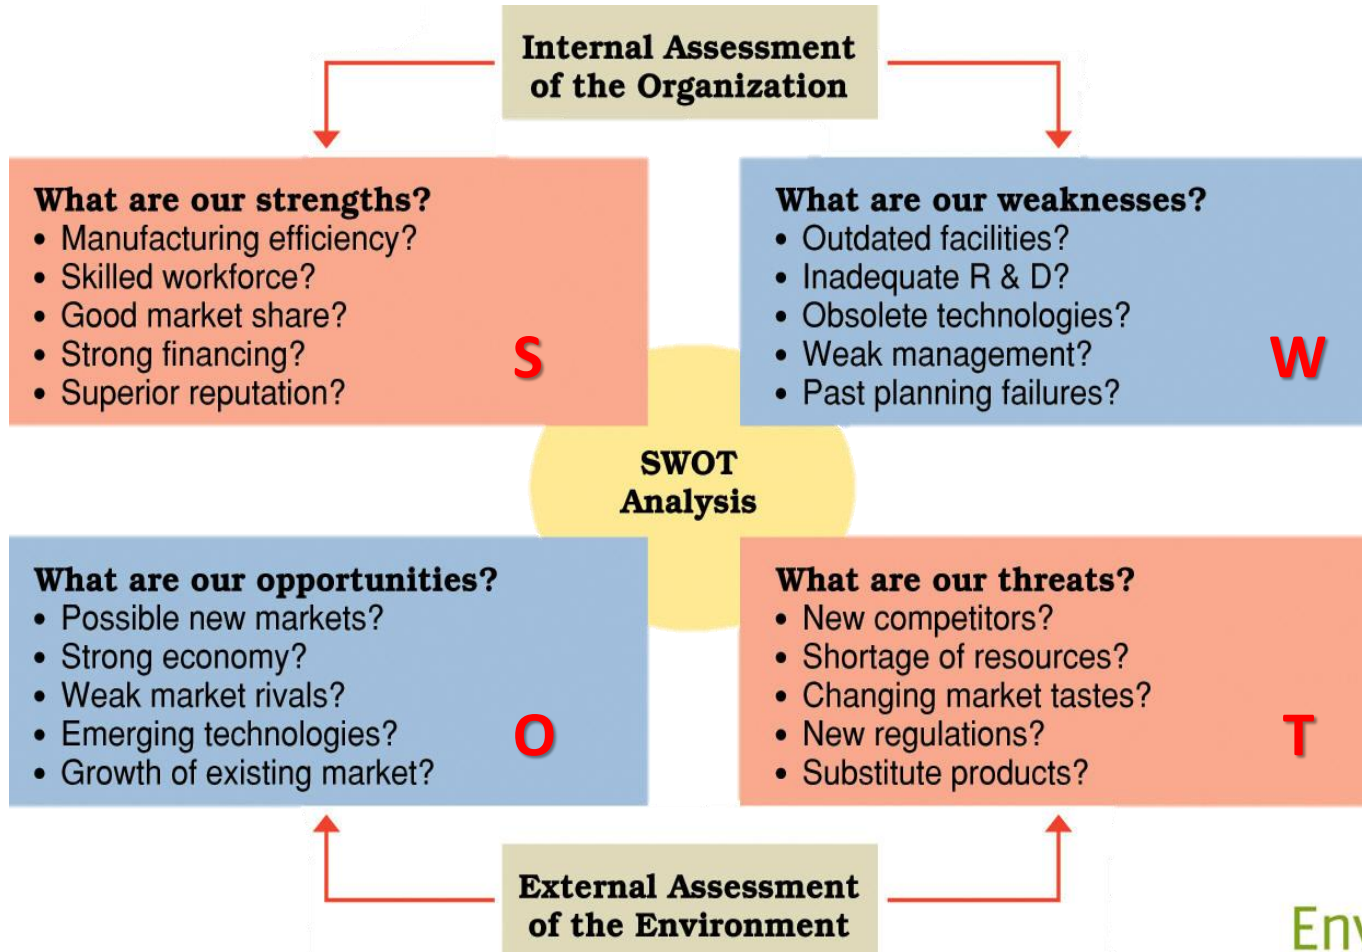 Internal Assessment
of the Organization
What are our strengths?
• Manufacturing efficiency?
• Skilled workforce?
• Good market share?
• Strong financing?
• Superior reputation?
S
What are our weaknesses?
• Outdated facilities?
• Inadequate R & D?
• Obsolete technologies?
• Weak management?
• Past planning failures?
W
SWOT
Analysis
What are our opportunities?
• Possible new markets?
• Strong economy?
• Weak market rivals?
• Emerging technologies?
• Growth of existing market?
O
What are our threats?
• New competitors?
• Shortage of resources?
• Changing market tastes?
• New regulations?
• Substitute products?
T
External Assessment
of the Environment